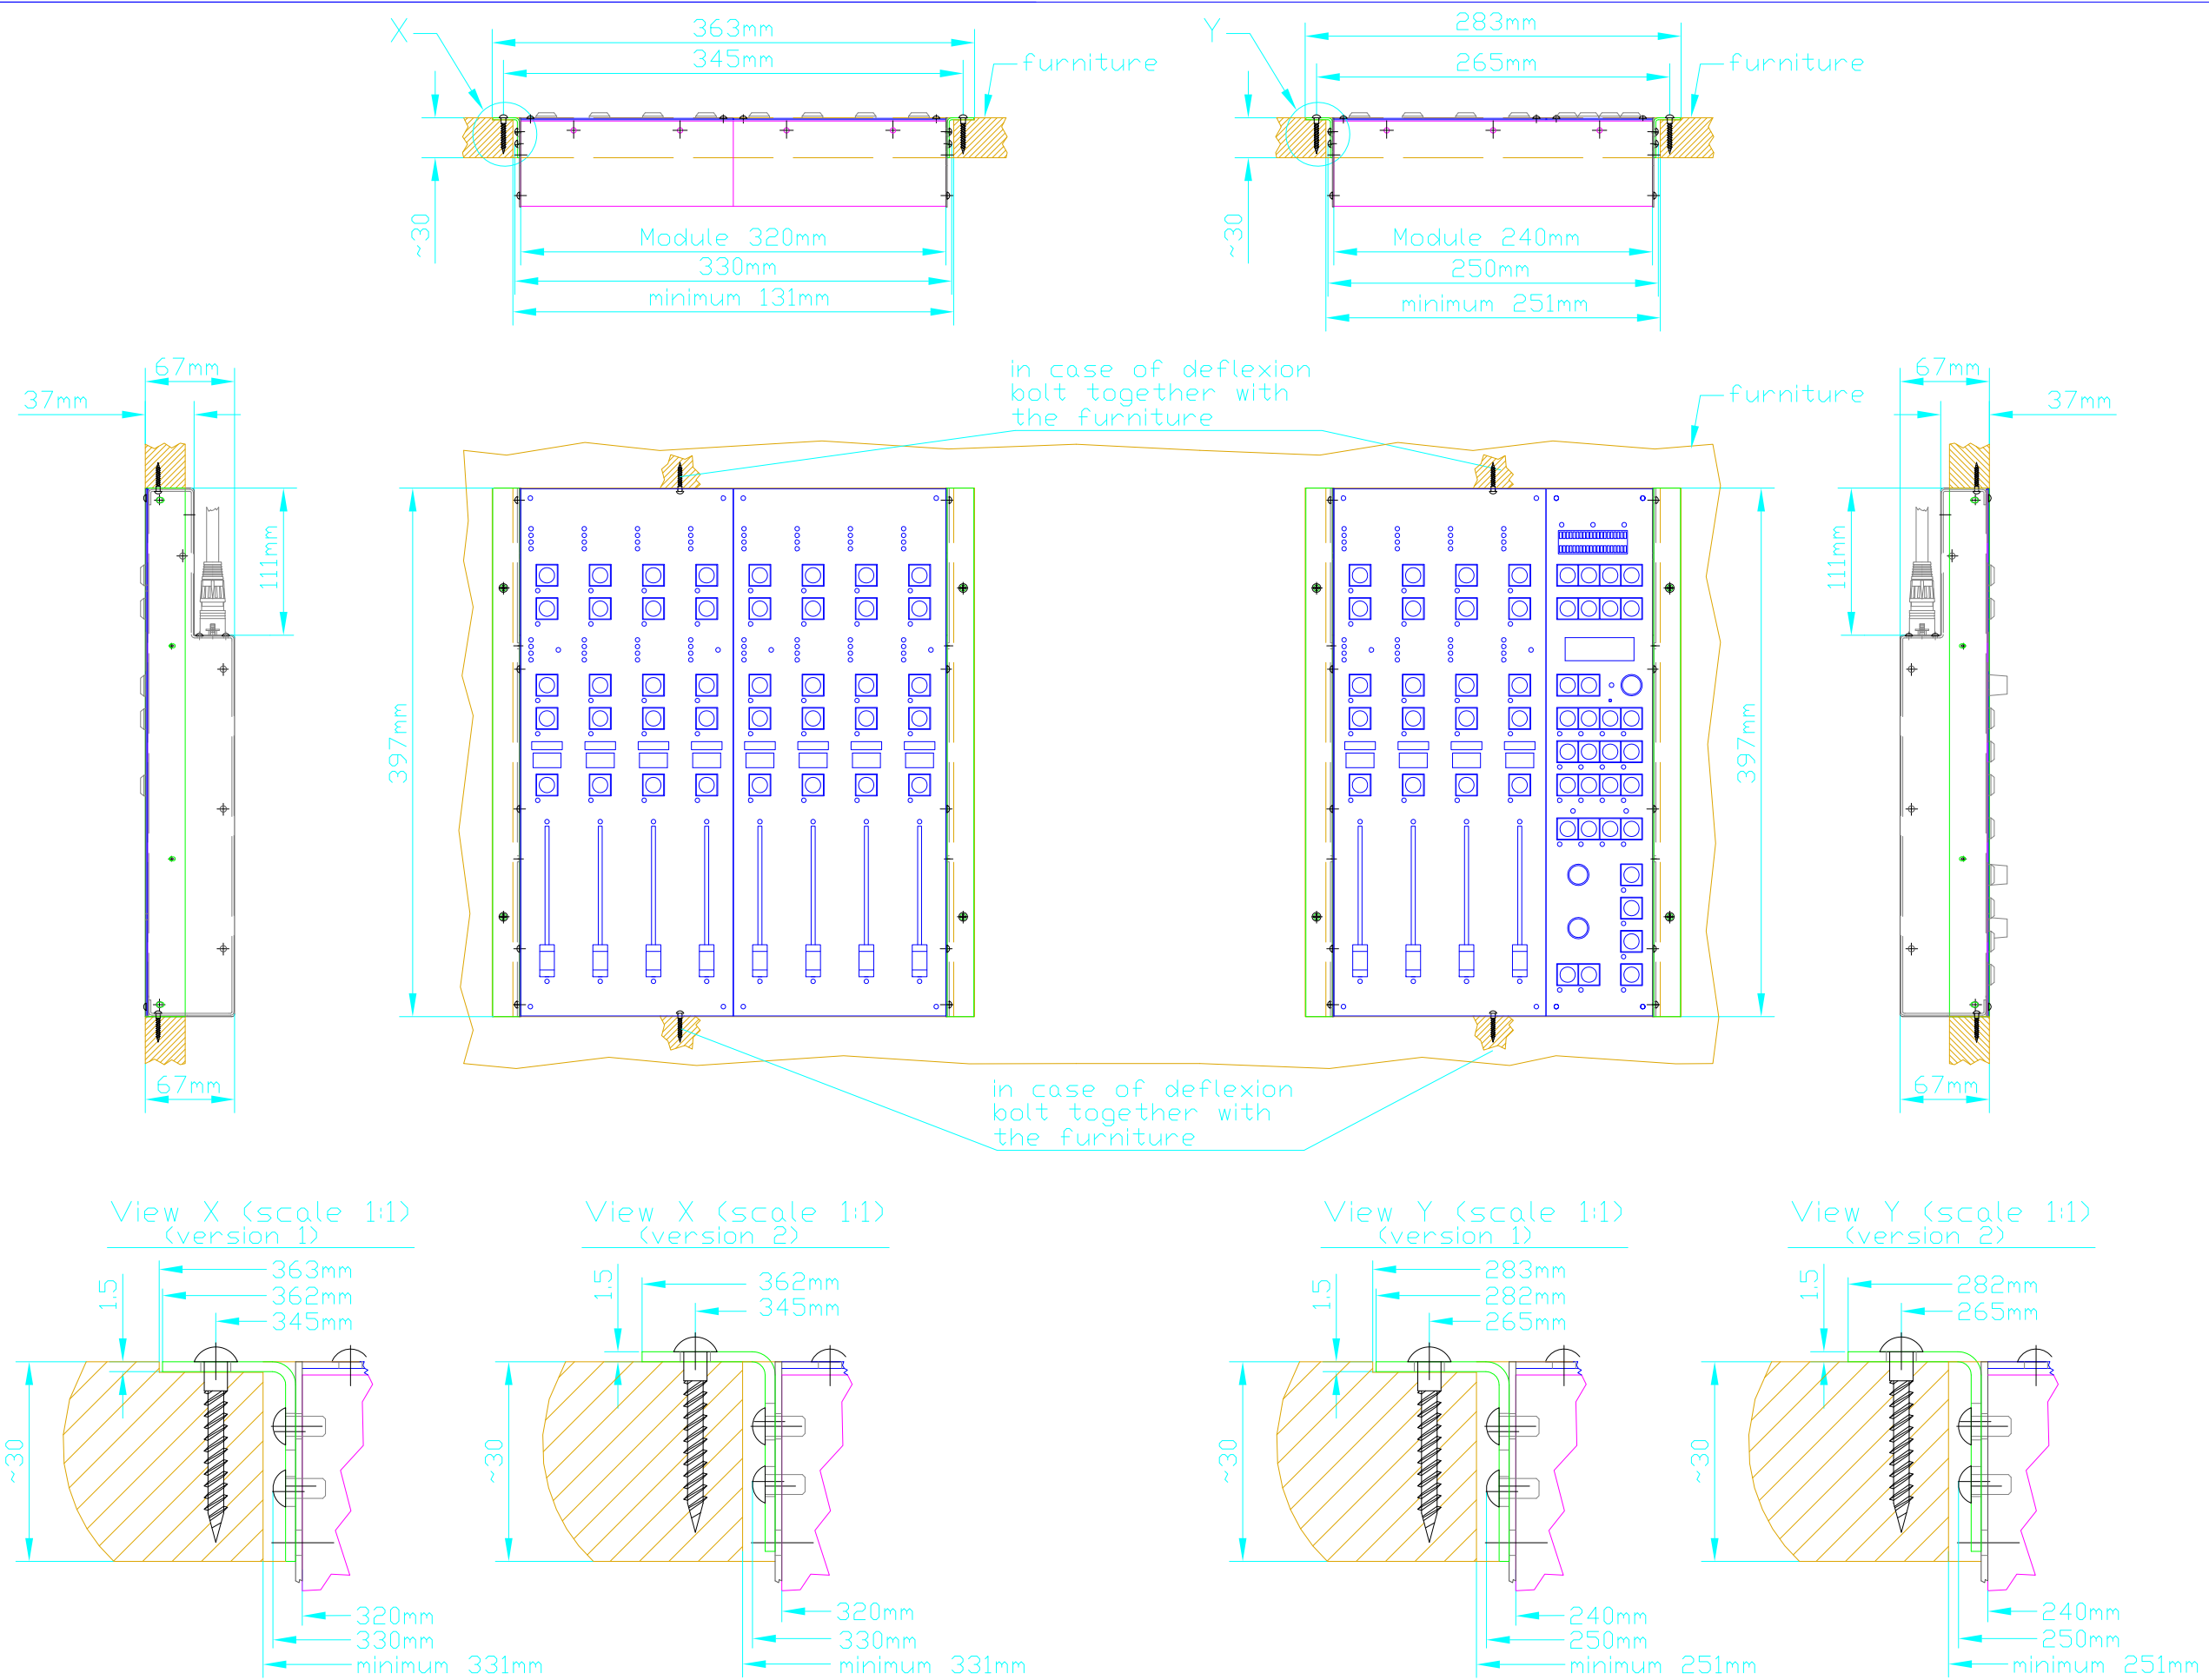 X
363mm
345mm
furniture
~30
Module 320mm
330mm
minimum 131mm
Y
283mm
265mm
furniture
~30
Module 240mm
250mm
minimum 251mm
67mm
37mm
111mm
67mm
in case of deflexion
bolt together with
the furniture
furniture
397mm
397mm
in case of deflexion
bolt together with
the furniture
67mm
37mm
111mm
67mm
View X (scale 1:1)
(version 1)
363mm
362mm
345mm
1.5
~30
320mm
330mm
minimum 331mm
View X (scale 1:1)
(version 2)
362mm
345mm
1.5
~30
320mm
330mm
minimum 331mm
View Y (scale 1:1)
(version 1)
283mm
282mm
265mm
1.5
~30
240mm
250mm
minimum 251mm
View Y (scale 1:1)
(version 2)
282mm
265mm
1.5
~30
240mm
250mm
minimum 251mm